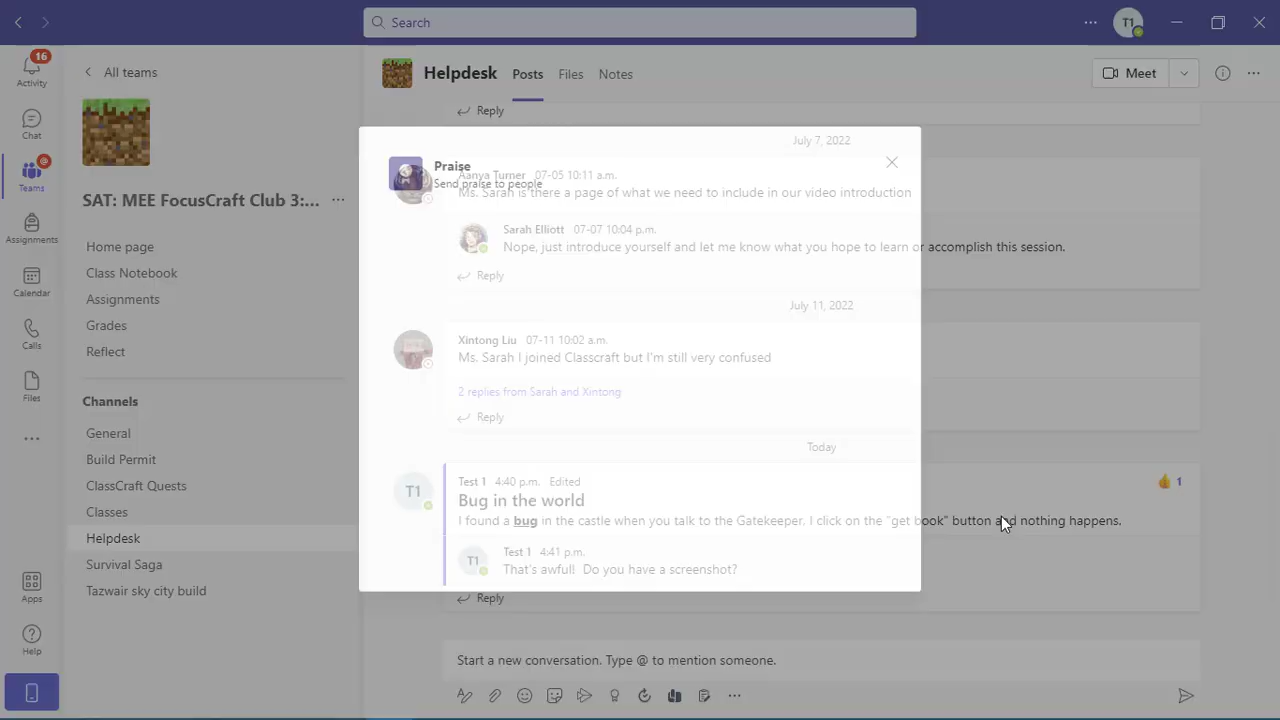 Search
T1
16
Activity
Chat
Teams
Assignments
Calendar
Calls
Files
Apps
Help
All teams
SAT: MEE FocusCraft Club 3:...
Home page
Class Notebook
Assignments
Grades
Reflect
Channels
General
Build Permit
ClassCraft Quests
Classes
Helpdesk
Survival Saga
Tazwair sky city build
Helpdesk Posts Files Notes
Meet
Reply
July 7, 2022
Praise
Send praise to people
Aanya Turner 07-05 10:11 a.m.
Ms. Sarah is there a page of what we need to include in our video introduction
Sarah Elliott 07-07 10:04 p.m.
Nope, just introduce yourself and let me know what you hope to learn or accomplish this session.
Reply
July 11, 2022
Xintong Liu 07-11 10:02 a.m.
Ms. Sarah I joined Classcraft but I'm still very confused
2 replies from Sarah and Xintong
Reply
Today
T1
Test 1 4:40 p.m. Edited
1
Bug in the world
I found a bug in the castle when you talk to the Gatekeeper. I click on the "get book" button and nothing happens.
T1
Test 1 4:41 p.m.
That's awful! Do you have a screenshot?
Reply
Start a new conversation. Type @ to mention someone.